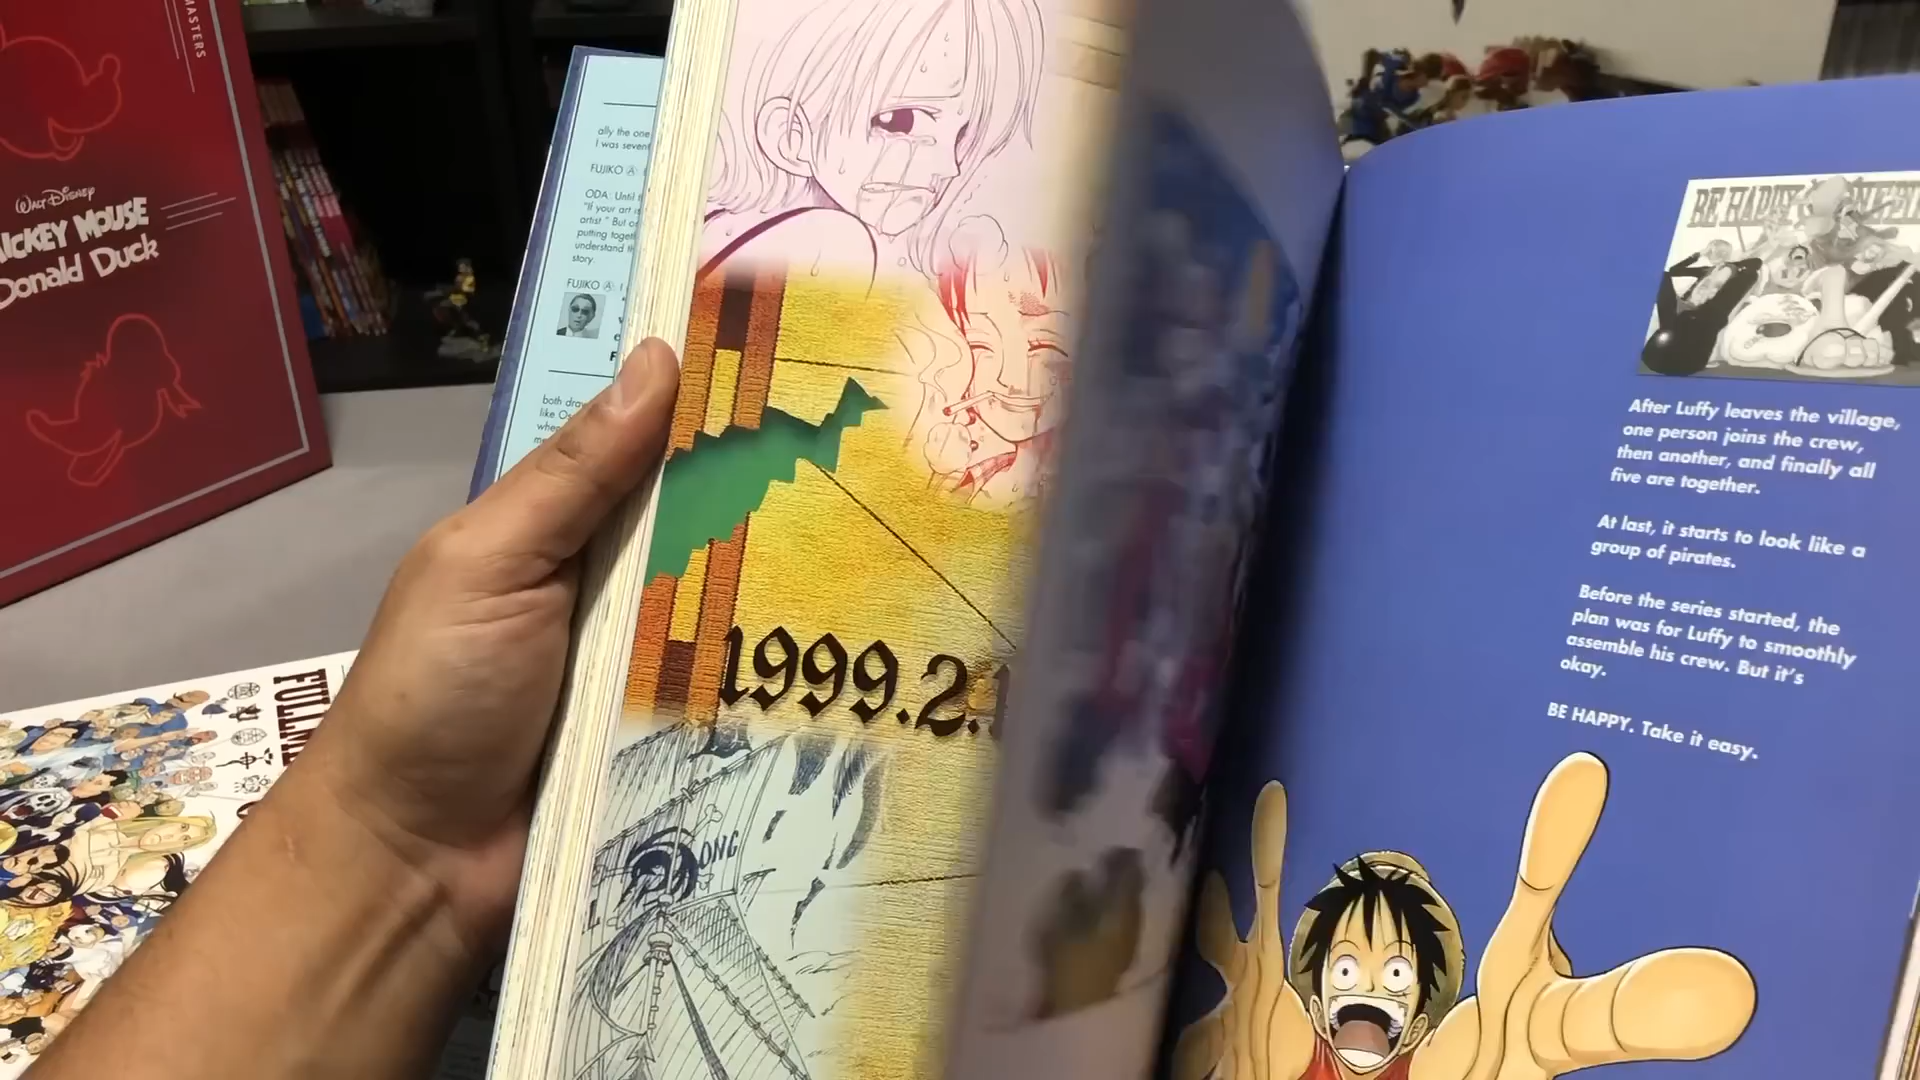 MASTERS
WALT DISNEY
MICKEY MOUSE
Donald Duck
ally the one
I was sevent
FUJIKO Ⓐ
ODA: Until
"If your art is
artist." But
putting toget
understand
story.
FUJIKO Ⓐ: I
both draw
like
1999.2.
ONG
BE HAPPY
After Luffy leaves the village,
one person joins the crew,
then another, and finally all
five are together.
At last, it starts to look like a
group of pirates.
Before the series started, the
plan was for Luffy to smoothly
assemble his crew. But it's
okay.
BE HAPPY. Take it easy.